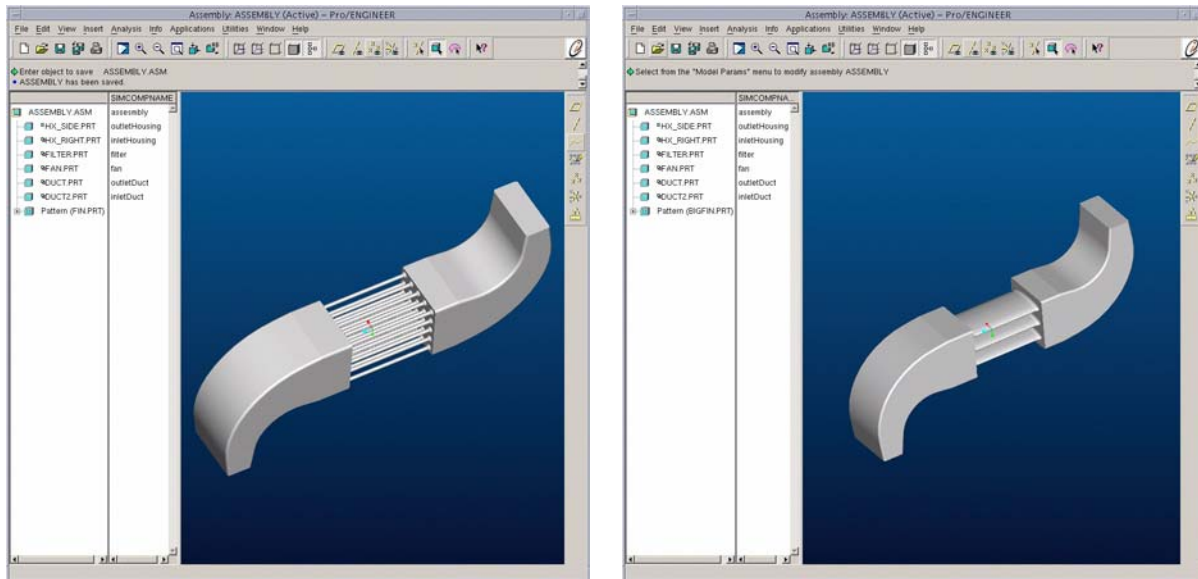 Assembly: ASSEMBLY (Active) – Pro/ENGINEER
File Edit View Insert Analysis Info Applications Utilities Window Help
Enter object to save : ASSEMBLY.ASM
ASSEMBLY has been saved.
SIMCOMPNAME
ASSEMBLY.ASM assembly
HX_SIDE.PRT outletHousing
HX_RIGHT.PRT inletHousing
FILTER.PRT filter
FAN.PRT fan
DUCT.PRT outletDuct
DUCT2.PRT inletDuct
Pattern (FIN.PRT)
Assembly: ASSEMBLY (Active) – Pro/ENGINEER
File Edit View Insert Analysis Info Applications Utilities Window Help
Select from the "Model Params" menu to modify assembly ASSEMBLY
SIMCOMPNA...
ASSEMBLY.ASM assembly
HX_SIDE.PRT outletHousing
HX_RIGHT.PRT inletHousing
FILTER.PRT filter
FAN.PRT fan
DUCT.PRT outletDuct
DUCT2.PRT inletDuct
Pattern (BIGFIN.PRT)